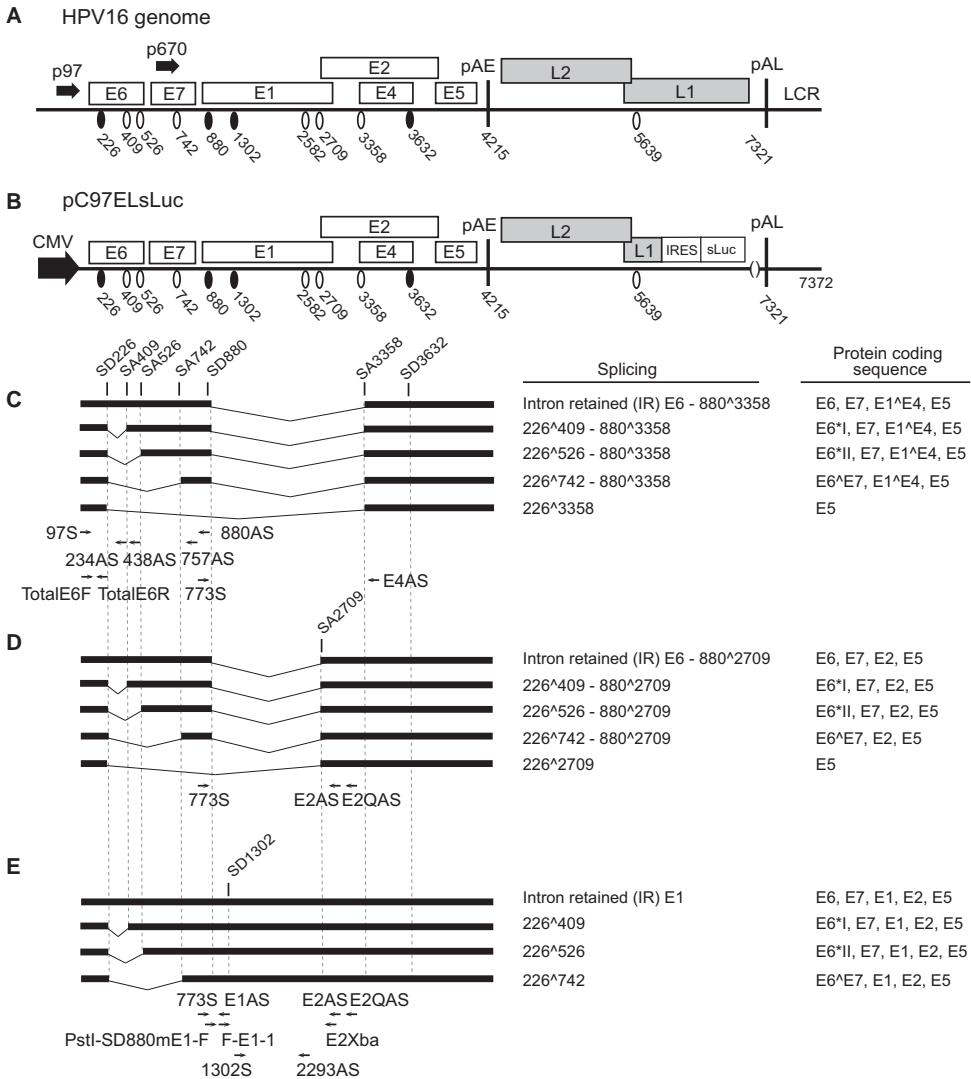 A HPV16 genome
p97 p670
E6 E7 E1 E2 E4 E5 pAE L2 L1 pAL LCR
226 409 526 742 880 1302 2582 2709 3358 3632 4215 5639 7321
B pC97ELsLuc
CMV E6 E7 E1 E2 E4 E5 pAE L2 L1 IRES sLuc pAL
226 409 526 742 880 1302 2582 2709 3358 3632 4215 5639 7321 7372
SD226 SA409 SA526 SA742 SD880 SA3358 SD3632
Splicing
Protein coding
sequence
C
Intron retained (IR) E6 - 880^3358 E6, E7, E1^E4, E5
226^409 - 880^3358 E6*I, E7, E1^E4, E5
226^526 - 880^3358 E6*II, E7, E1^E4, E5
226^742 - 880^3358 E6^E7, E1^E4, E5
226^3358 E5
97S 880AS
234AS 438AS 757AS
TotalE6F TotalE6R 773S E4AS
SA2709
D
Intron retained (IR) E6 - 880^2709 E6, E7, E2, E5
226^409 - 880^2709 E6*I, E7, E2, E5
226^526 - 880^2709 E6*II, E7, E2, E5
226^742 - 880^2709 E6^E7, E2, E5
226^2709 E5
773S E2AS E2QAS
SD1302
E
Intron retained (IR) E1 E6, E7, E1, E2, E5
226^409 E6*I, E7, E1, E2, E5
226^526 E6*II, E7, E1, E2, E5
226^742 E6^E7, E1, E2, E5
773S E1AS E2AS E2QAS
PstI-SD880mE1-F F-E1-1 E2Xba
1302S 2293AS